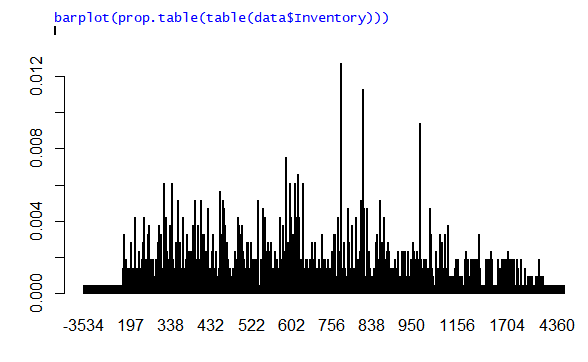 barplot(prop.table(table(data$Inventory)))
0.012
0.008
0.004
0.000
-3534 197 338 432 522 602 756 838 950 1156 1704 4360